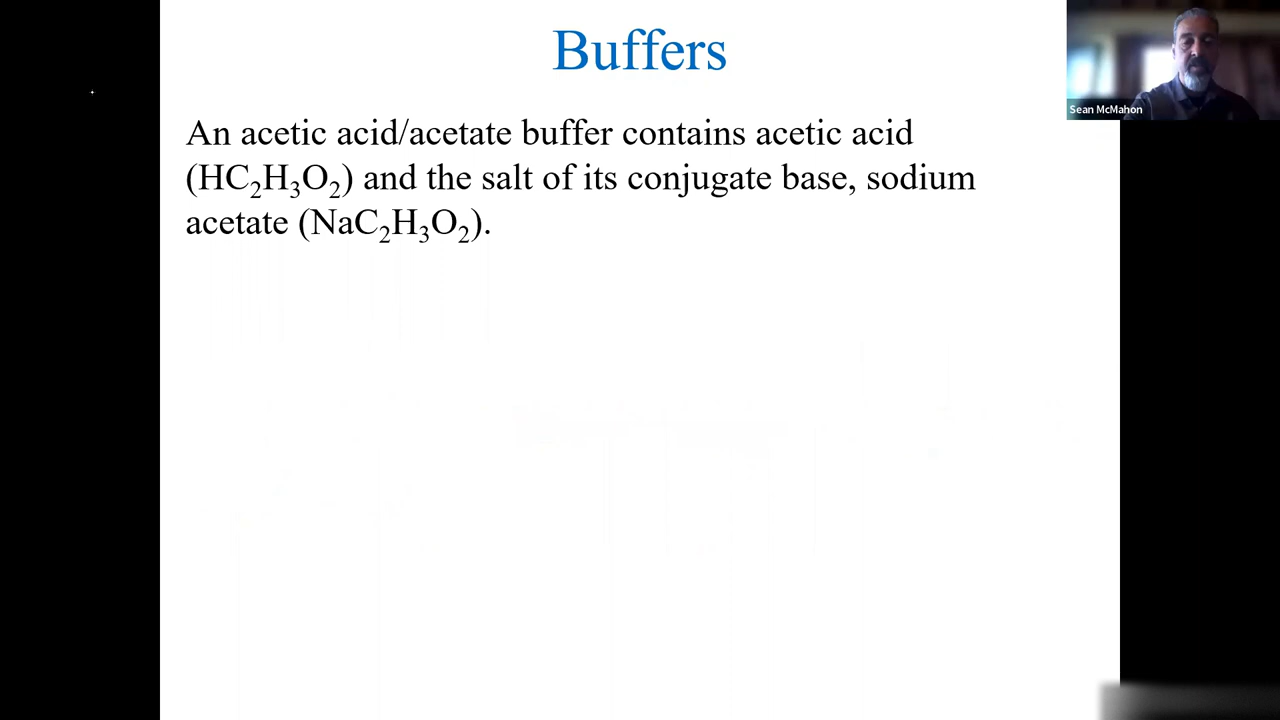 Buffers
Sean McMahon
An acetic acid/acetate buffer contains acetic acid
(HC₂H₃O₂) and the salt of its conjugate base, sodium
acetate (NaC₂H₃O₂).